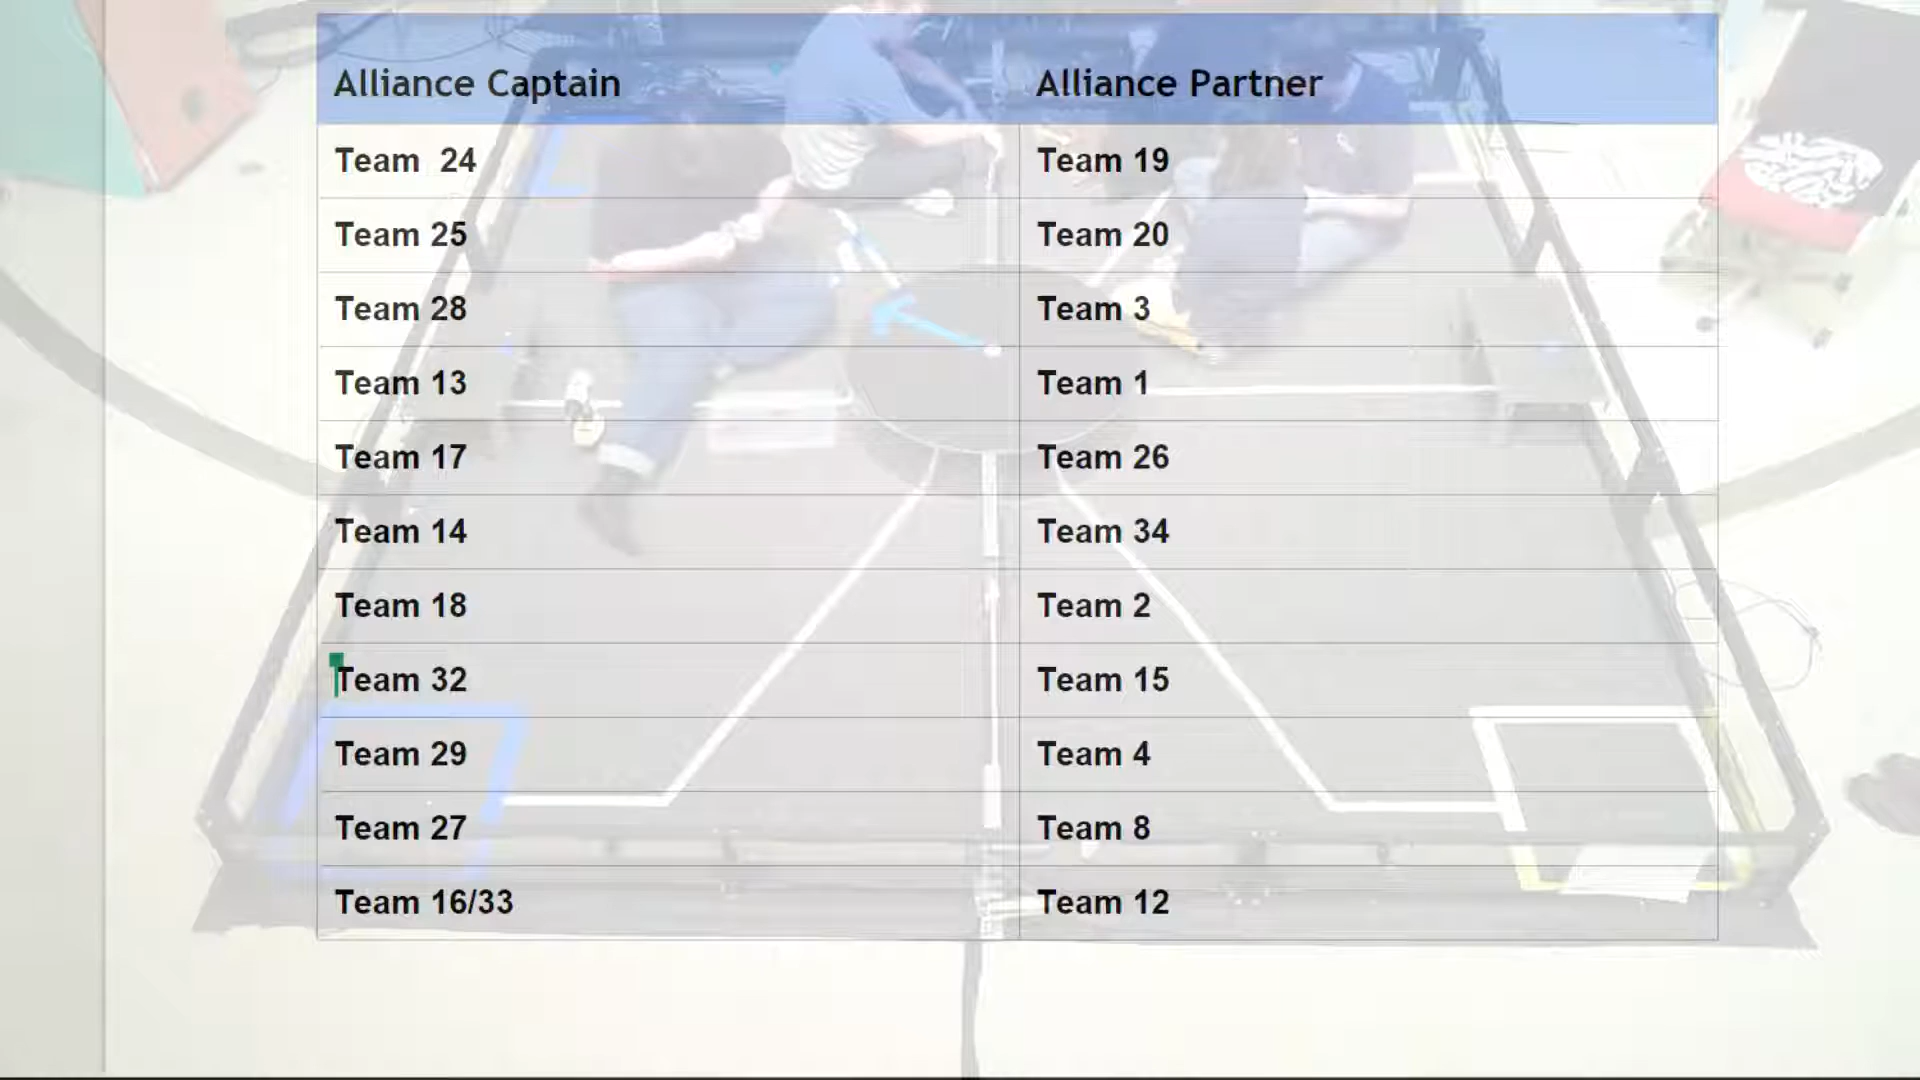 Alliance Captain Alliance Partner
Team 24 Team 19
Team 25 Team 20
Team 28 Team 3
Team 13 Team 1
Team 17 Team 26
Team 14 Team 34
Team 18 Team 2
Team 32 Team 15
Team 29 Team 4
Team 27 Team 8
Team 16/33 Team 12